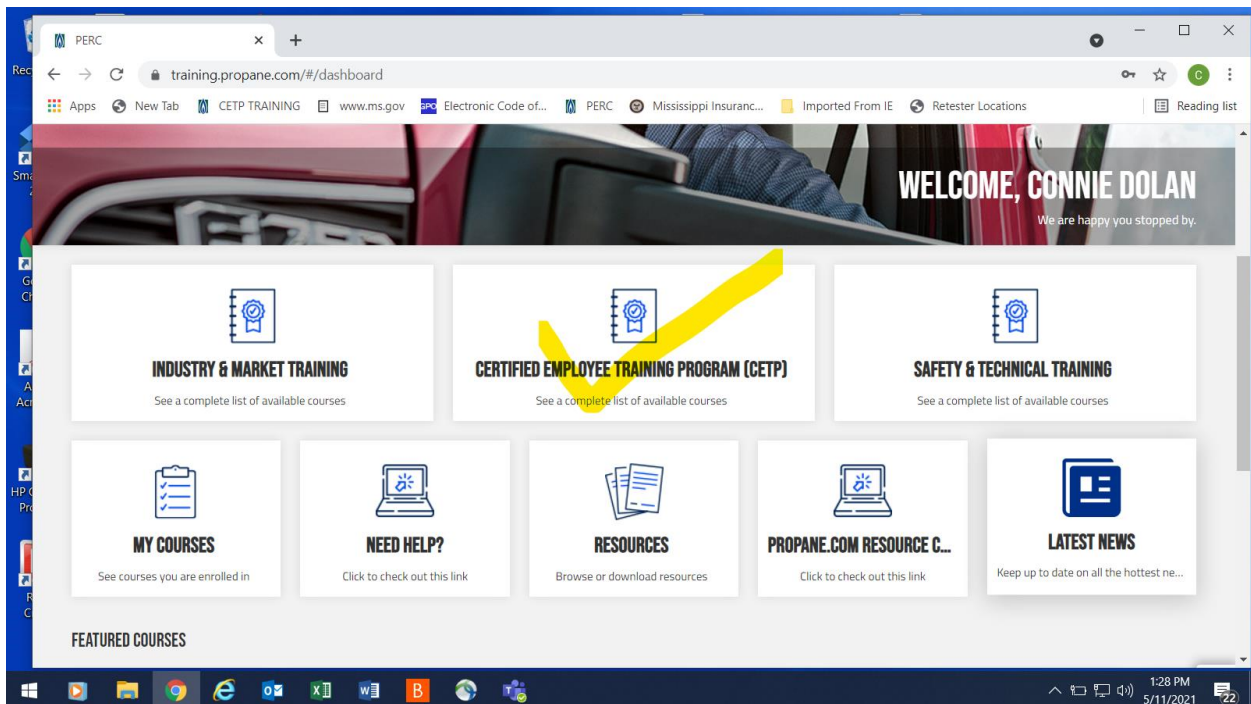 PERC
training.propane.com/#/dashboard
C
Apps New Tab CETP TRAINING www.ms.gov GPO Electronic Code of... PERC Mississippi Insuranc... Imported From IE Retester Locations Reading list
WELCOME, CONNIE DOLAN
We are happy you stopped by.
INDUSTRY & MARKET TRAINING
See a complete list of available courses
CERTIFIED EMPLOYEE TRAINING PROGRAM (CETP)
See a complete list of available courses
SAFETY & TECHNICAL TRAINING
See a complete list of available courses
MY COURSES
See courses you are enrolled in
NEED HELP?
Click to check out this link
RESOURCES
Browse or download resources
PROPANE.COM RESOURCE C...
Click to check out this link
LATEST NEWS
Keep up to date on all the hottest ne...
FEATURED COURSES
1:28 PM
5/11/2021
22